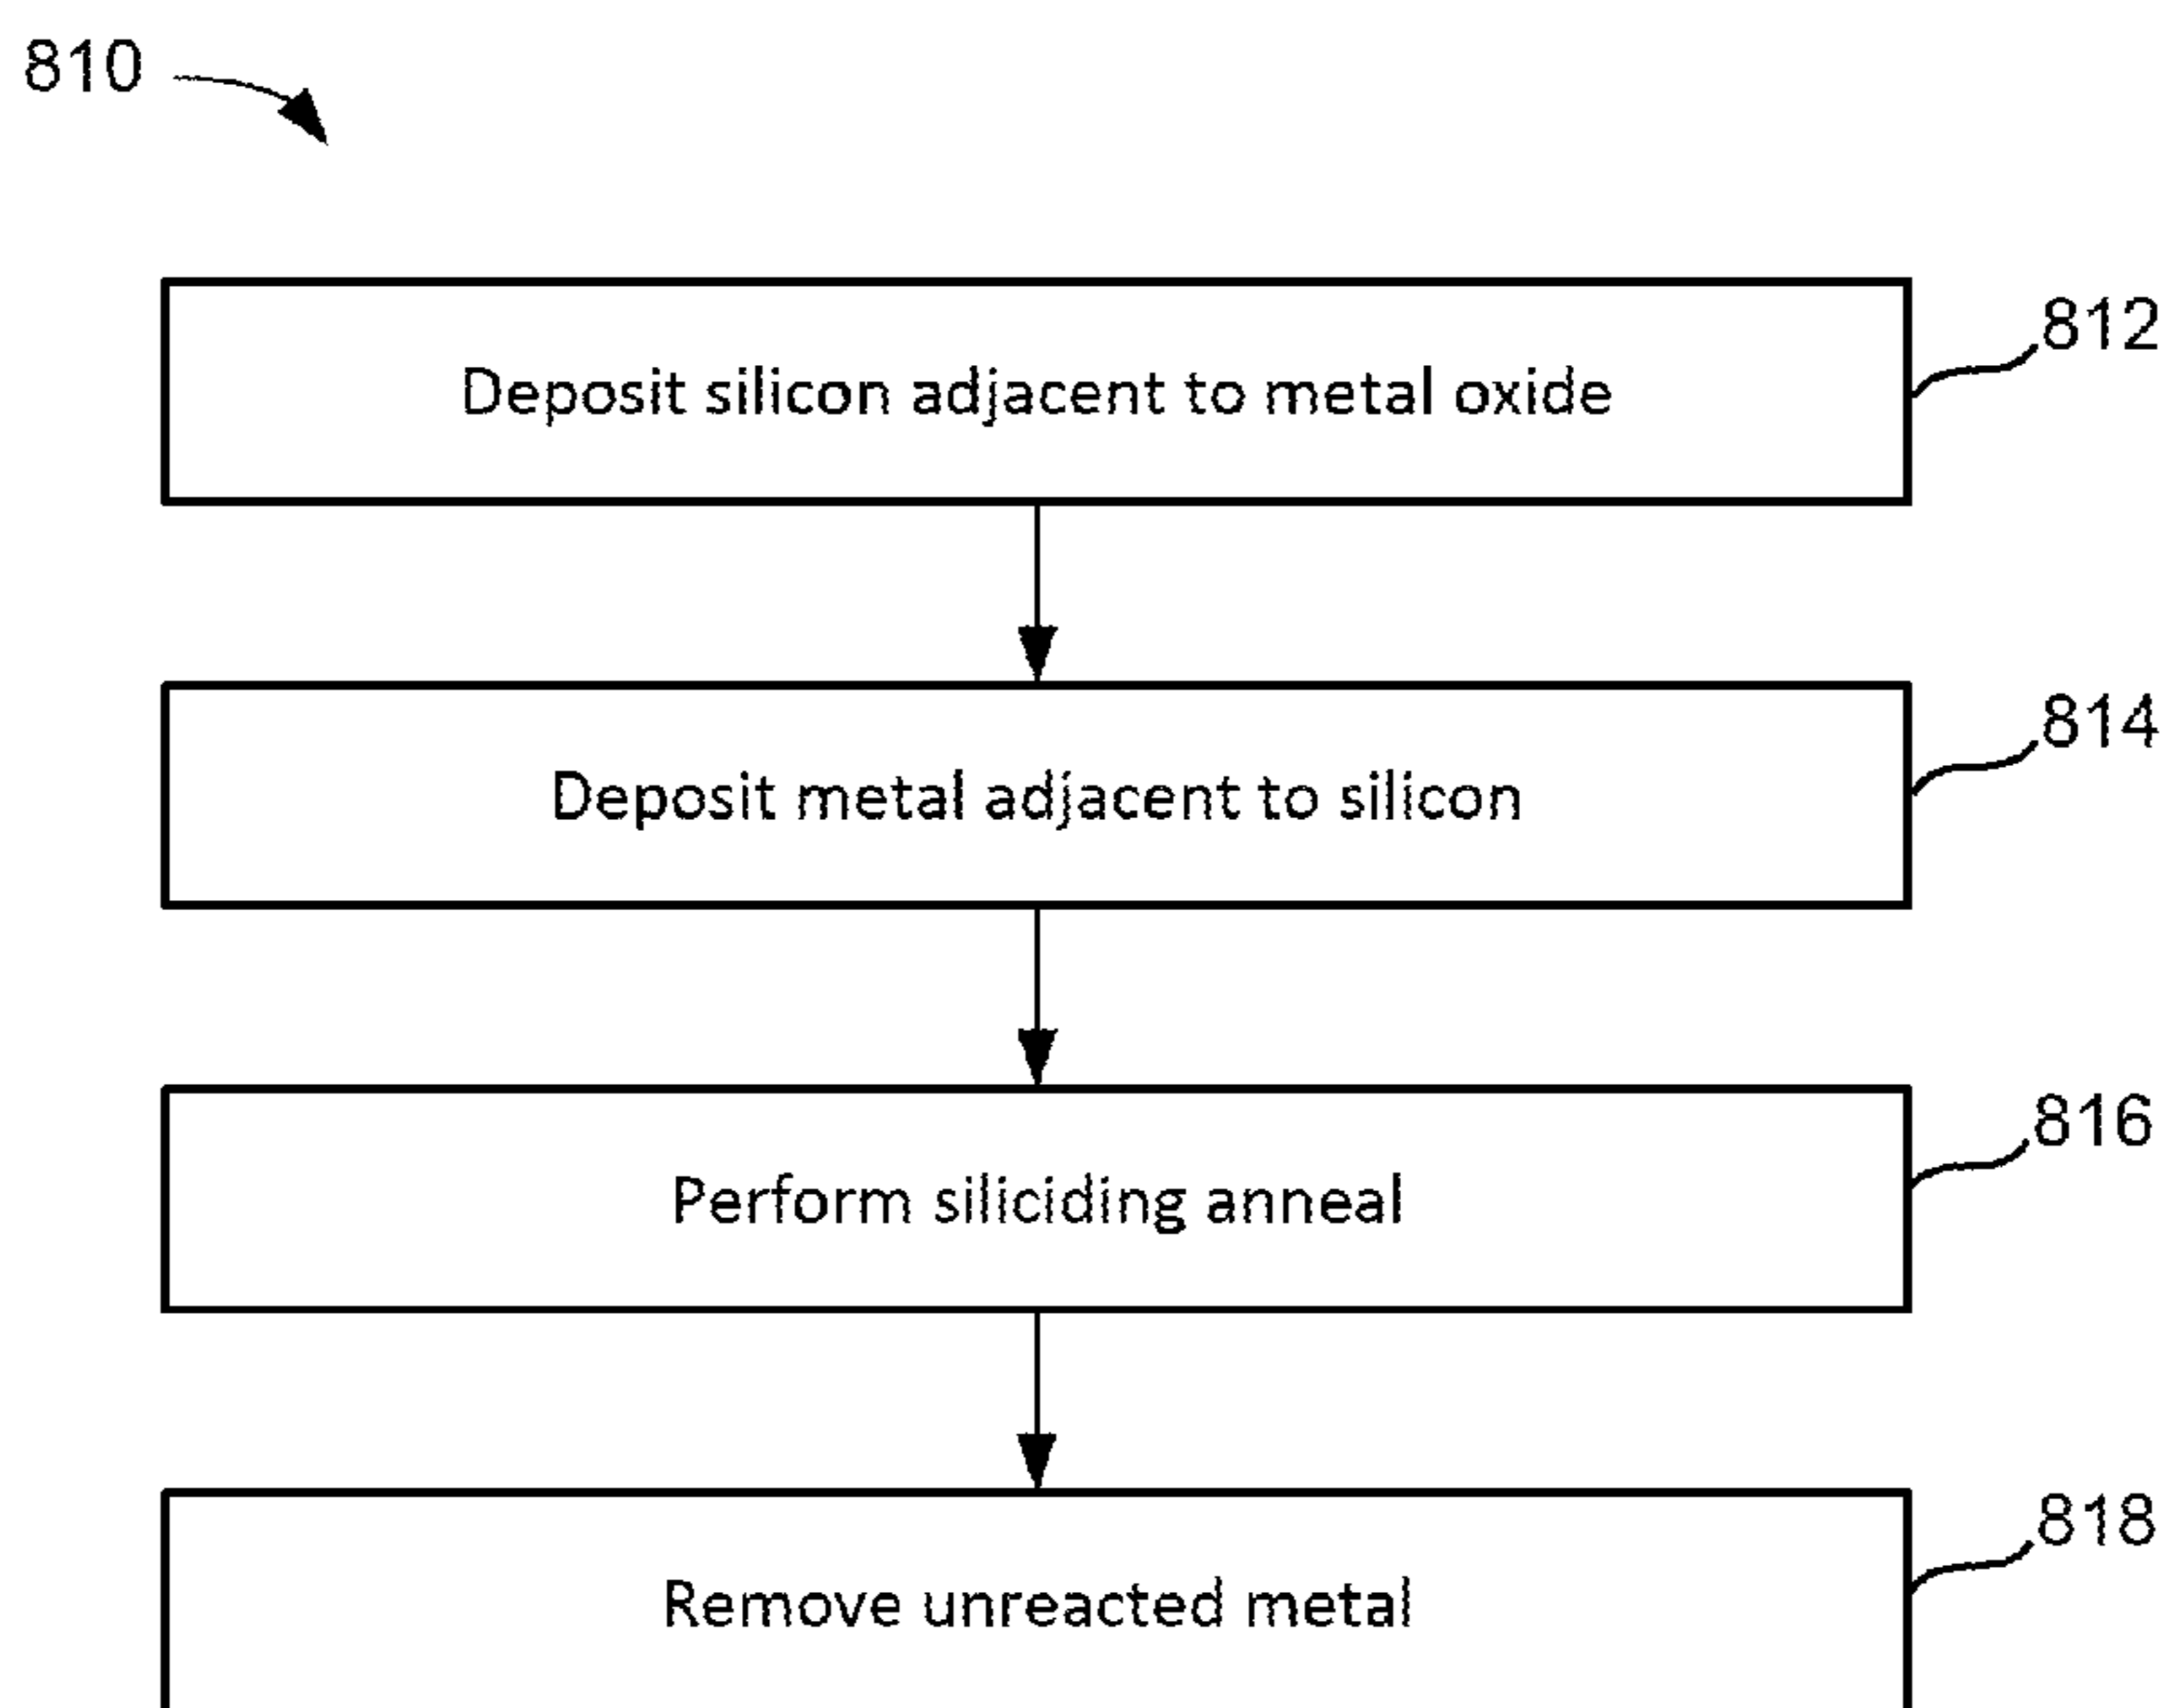 810
812
Deposit silicon adjacent to metal oxide
814
Deposit metal adjacent to silicon
816
Perform siliciding anneal
818
Remove unreacted metal